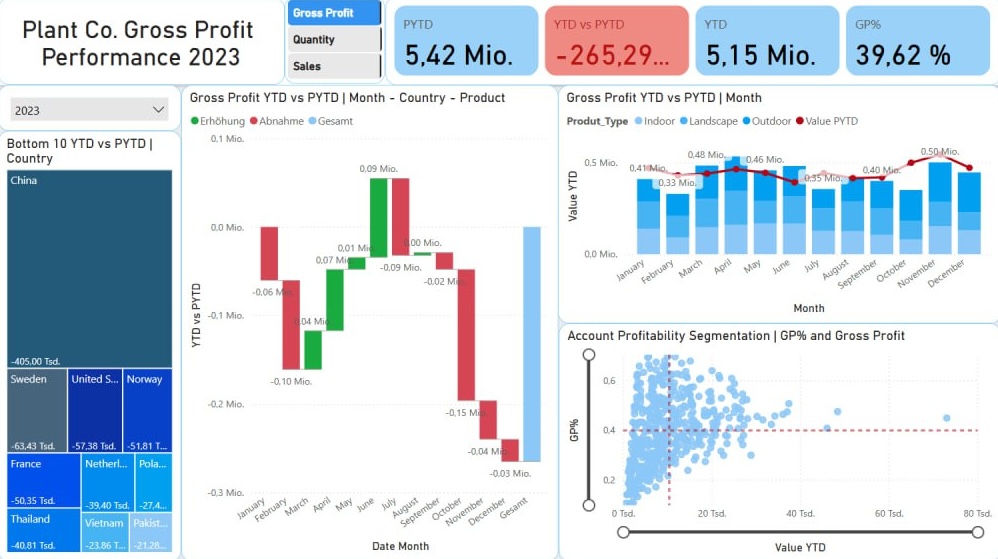 Plant Co. Gross Profit
Performance 2023
Gross Profit
Quantity
Sales
PYTD
5,42 Mio.
YTD vs PYTD
-265,29...
YTD
5,15 Mio.
GP%
39,62 %
2023
Bottom 10 YTD vs PYTD |
Country
China
-405.00 Tsd.
Sweden
-63,43 Tsd.
United S...
-57,38 Tsd.
Norway
-51,81 T...
France
-50,35 Tsd.
Netherl...
-39,40 Tsd.
Pola...
-27,4...
Thailand
-40,81 Tsd.
Vietnam
-23.86 T...
Pakist...
-21.28...
Gross Profit YTD vs PYTD | Month - Country - Product
Erhöhung Abnahme Gesamt
YTD vs PYTD
0,1 Mio.
0.0 Mio.
-0.1 Mio.
-0.2 Mio.
-0.3 Mio.
-0.06 Mio.
-0.10 Mio.
0.04 Mio.
0.07 Mio.
0.01 Mio.
0,09 Mio.
-0.09 Mio.
0.00 Mio.
-0.02 Mio.
-0.15 Mio.
-0.04 Mio.
-0.03 Mio.
January
February
March
April
May
June
July
August
September
October
November
December
Gesamt
Date Month
Gross Profit YTD vs PYTD | Month
Produt_Type Indoor Landscape Outdoor Value PYTD
Value YTD
0.5 Mio.
0.0 Mio.
0.41 Mio.
0.33 Mio.
0.48 Mio.
0.46 Mio.
0.35 Mio.
0.40 Mio.
0.50 Mio.
January
February
March
April
May
June
July
August
September
October
November
December
Month
Account Profitability Segmentation | GP% and Gross Profit
GP%
0,6
0.4
0.2
0 Tsd.
20 Tsd.
40 Tsd.
60 Tsd.
80 Tsd.
Value YTD